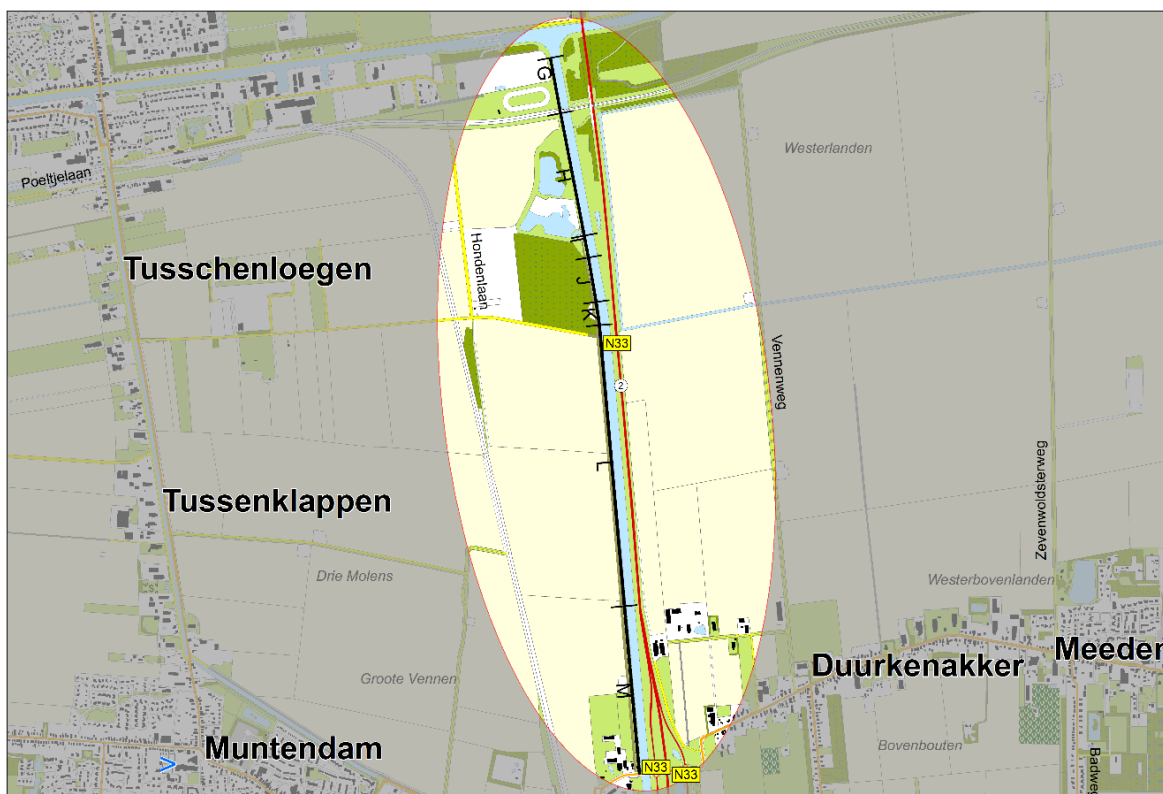 G
Westerlanden
Poeltjelaan
H
Hondenlaan
I
Tusschenloegen
J
K
N33
Vennenweg
2
L
Zevenwoldsterweg
Tussenklappen
Drie Molens
Westerbovenlanden
Meeden
Duurkenakker
Groote Vennen
M
Muntendam
Bovenbouten
N33
N33
Badweg